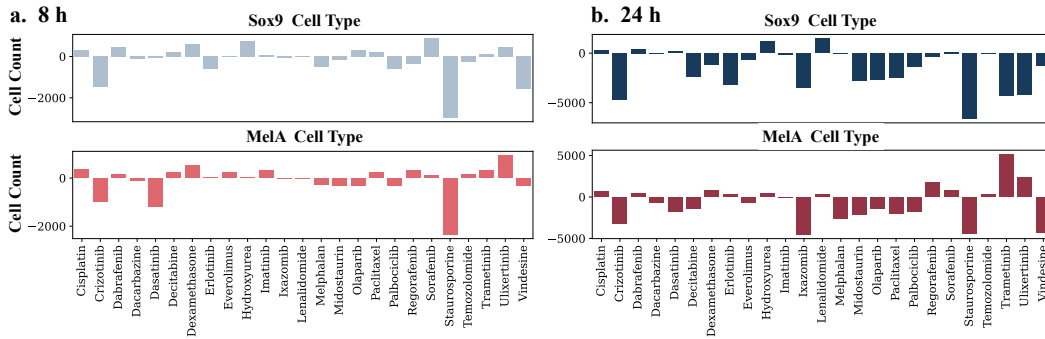 a. 8 h
Sox9 Cell Type
Cell Count
0
−2000
MelA Cell Type
Cell Count
0
−2000
Cisplatin
Crizotinib
Dabrafenib
Dacarbazine
Dasatinib
Decitabine
Dexamethasone
Erlotinib
Everolimus
Hydroxyurea
Imatinib
Ixazomib
Lenalidomide
Melphalan
Midostaurin
Olaparib
Paclitaxel
Palbociclib
Regorafenib
Sorafenib
Staurosporine
Temozolomide
Trametinib
Ulixertinib
Vindesine
b. 24 h
Sox9 Cell Type
0
−5000
MelA Cell Type
5000
0
−5000
Cisplatin
Crizotinib
Dabrafenib
Dacarbazine
Dasatinib
Decitabine
Dexamethasone
Erlotinib
Everolimus
Hydroxyurea
Imatinib
Ixazomib
Lenalidomide
Melphalan
Midostaurin
Olaparib
Paclitaxel
Palbociclib
Regorafenib
Sorafenib
Staurosporine
Temozolomide
Trametinib
Ulixertinib
Vindesine